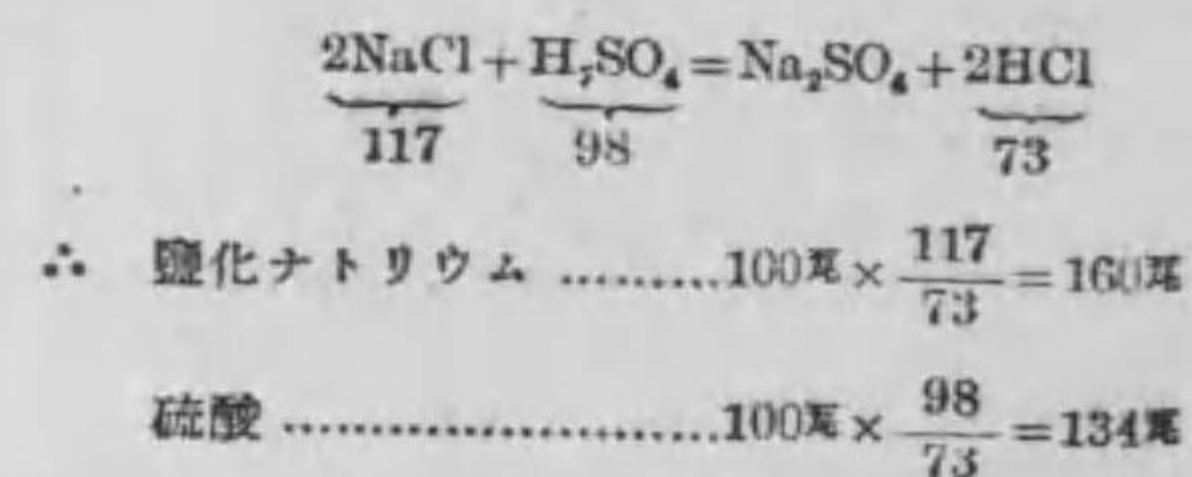 2NaCl+H₂SO₄=Na₂SO₄+2HCl
117 98 73
∴ 鹽化ナトリウム .........100瓩×117/73=160瓩
硫酸 .........................100瓩×98/73=134瓩